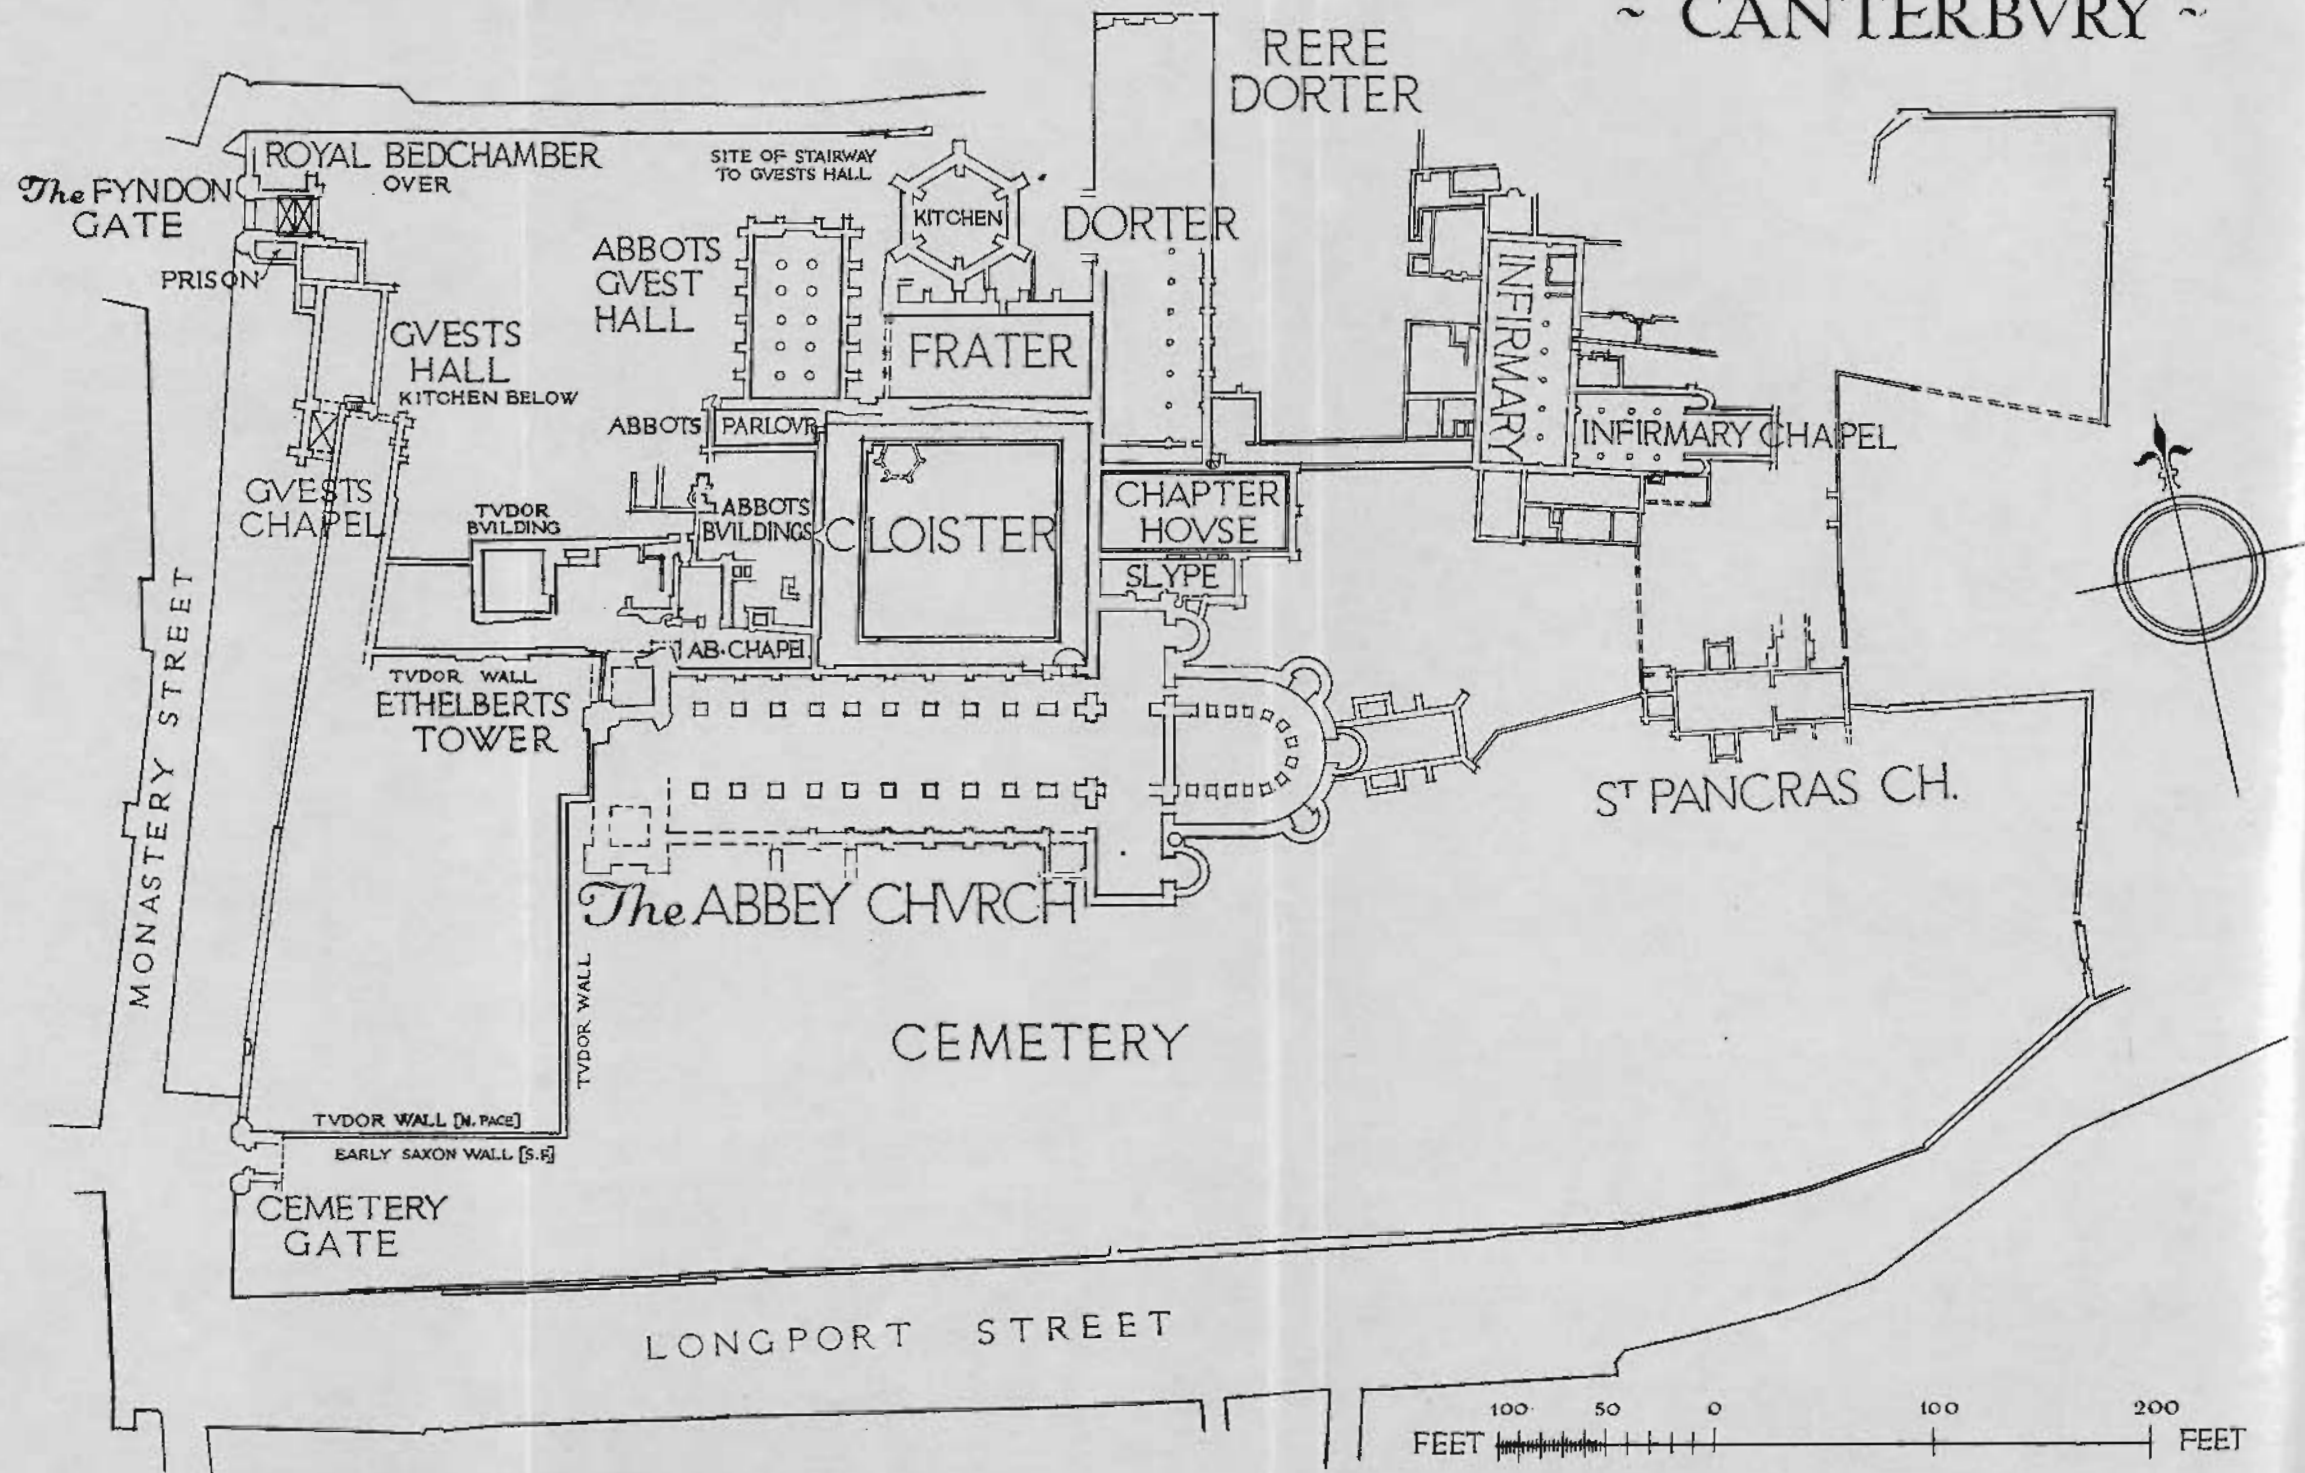 ~ CANTERBVRY ~
RERE
DORTER
ROYAL BEDCHAMBER
OVER
SITE OF STAIRWAY
TO GVESTS HALL
The FYNDON
GATE
KITCHEN
DORTER
ABBOTS
GVEST
HALL
PRISON
INFIRMARY
GVESTS
HALL
KITCHEN BELOW
FRATER
ABBOTS PARLOVR
INFIRMARY CHAPEL
GVESTS
CHAPEL
TVDOR
BVILDING
ABBOTS
BVILDINGS
CLOISTER
CHAPTER
HOVSE
SLYPE
AB. CHAPEL
MONASTERY STREET
TVDOR WALL
ETHELBERTS
TOWER
ST PANCRAS CH.
The ABBEY CHVRCH
TVDOR WALL
CEMETERY
TVDOR WALL [N. PACE]
EARLY SAXON WALL [S.F]
CEMETERY
GATE
LONGPORT STREET
100 50 0 100 200
FEET FEET